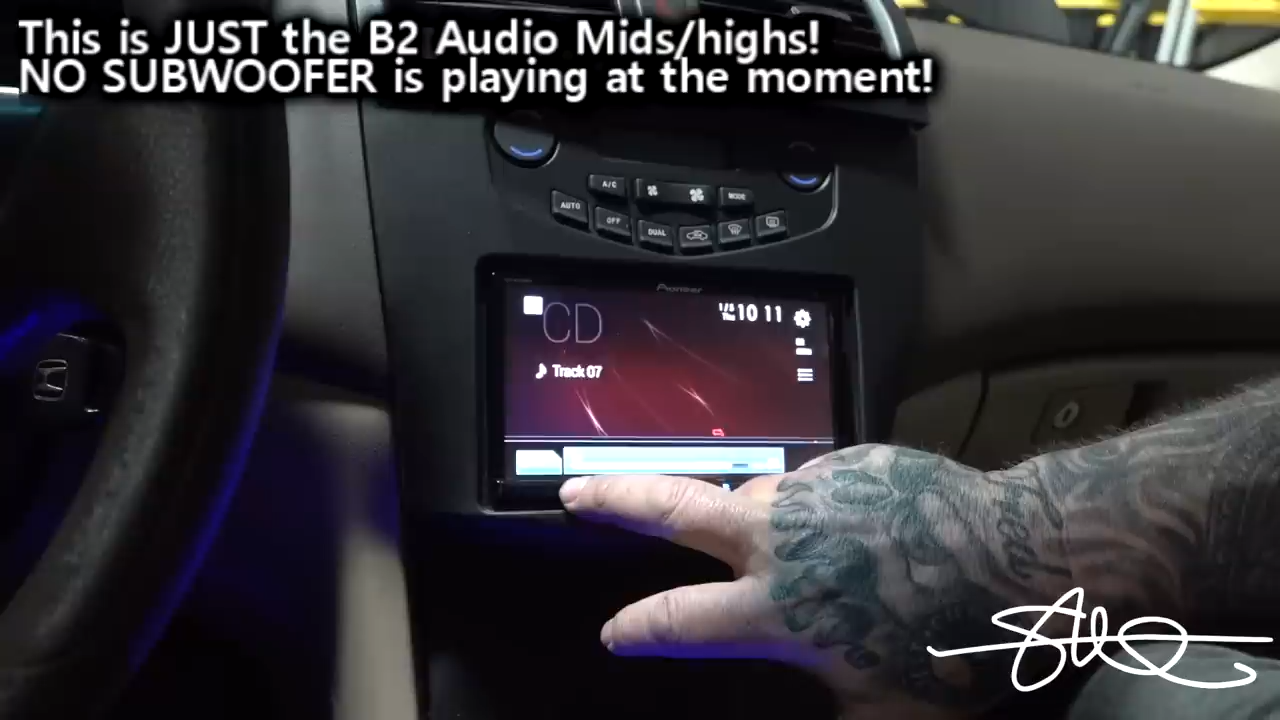 This is JUST the B2 Audio Mids/highs!
NO SUBWOOFER is playing at the moment!
A/C
MODE
AUTO
OFF
DUAL
Pioneer
CD
10 11
Track 07